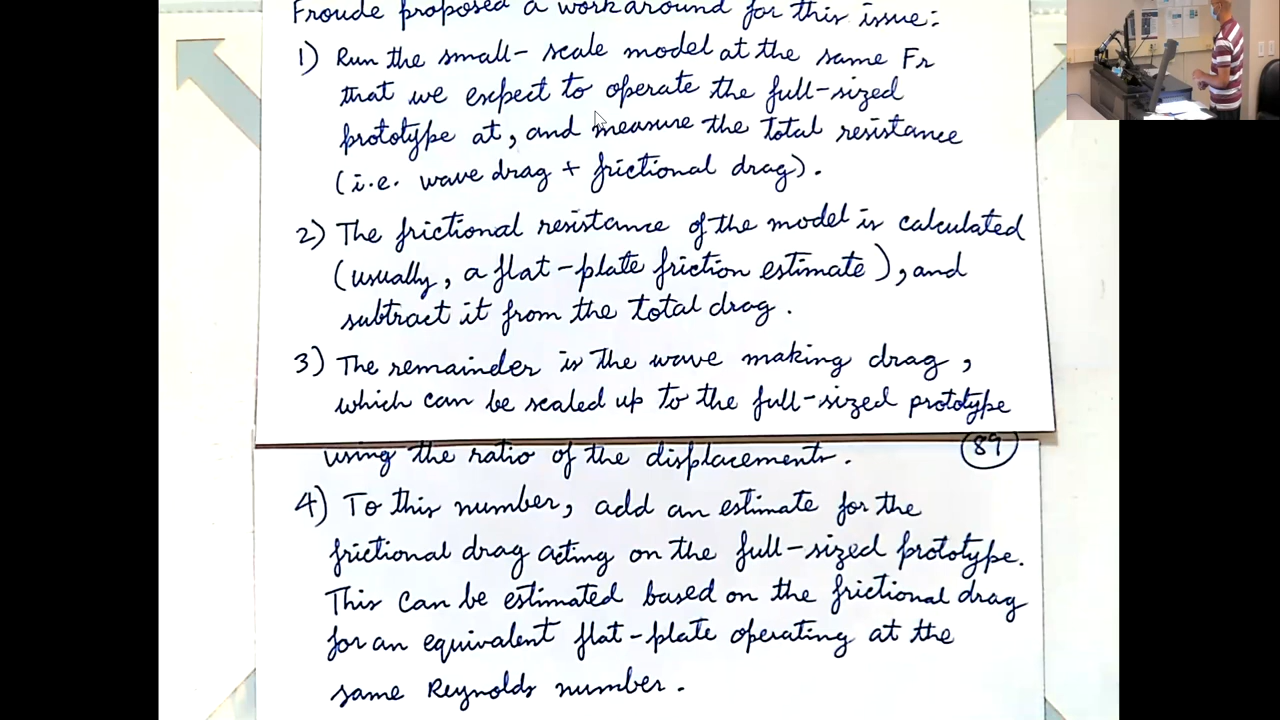 Froude proposed a workaround for this issue:
1) Run the small-scale model at the same Fr
that we expect to operate the full-sized
prototype at, and measure the total resistance
(i.e. wave drag + frictional drag).
2) The frictional resistance of the model is calculated
(usually, a flat-plate friction estimate), and
subtract it from the total drag.
3) The remainder is the wave making drag,
which can be scaled up to the full-sized prototype
89
using the ratio of the displacements.
4) To this number, add an estimate for the
frictional drag acting on the full-sized prototype.
This can be estimated based on the frictional drag
for an equivalent flat-plate operating at the
same Reynolds number.